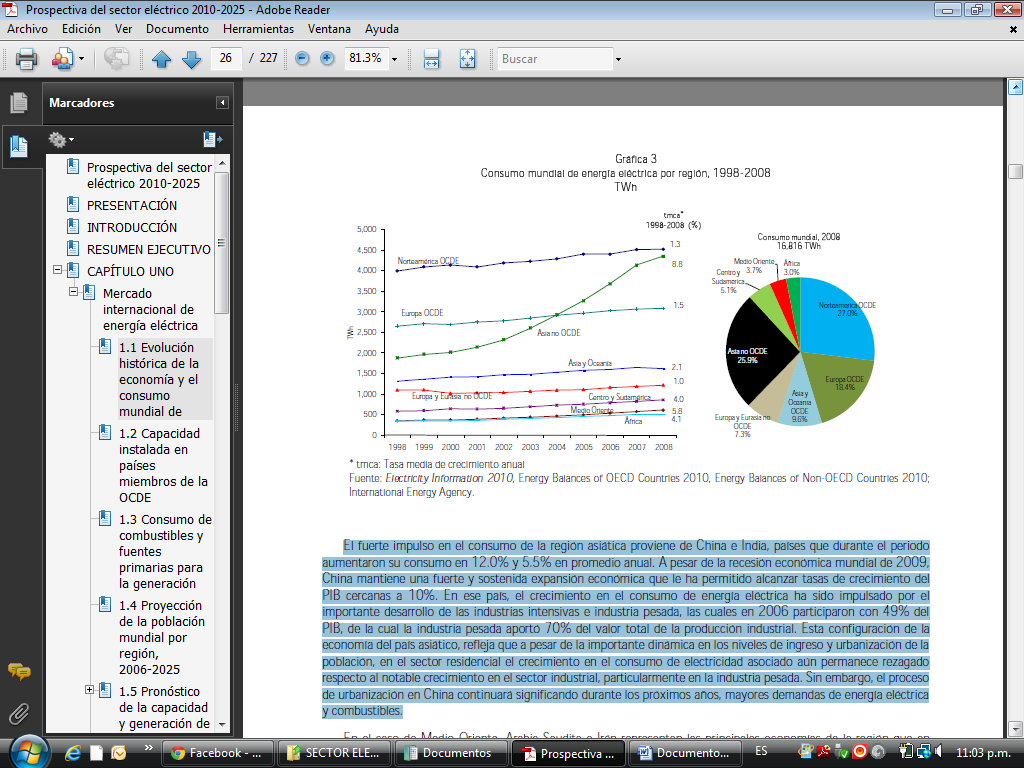 Prospectiva del sector eléctrico 2010-2025 - Adobe Reader
Archivo Edición Ver Documento Herramientas Ventana Ayuda
26 / 227 81.3% Buscar
Marcadores
Prospectiva del sector
eléctrico 2010-2025
PRESENTACIÓN
INTRODUCCIÓN
RESUMEN EJECUTIVO
CAPÍTULO UNO
Mercado
internacional de
energía eléctrica
1.1 Evolución
histórica de la
economía y el
consumo
mundial de
1.2 Capacidad
instalada en
países
miembros de la
OCDE
1.3 Consumo de
combustibles y
fuentes
primarias para
la generación
1.4 Proyección
de la población
mundial por
región,
2006-2025
1.5 Pronóstico
de la capacidad
y generación de
Gráfica 3
Consumo mundial de energía eléctrica por región, 1998-2008
TWh
tmca*
1998-2008 (%)
5,000
4,500
4,000
3,500
3,000
2,500
2,000
1,500
1,000
500
0
TWh
Norteamérica OCDE
Europa OCDE
Asia no OCDE
Asia y Oceanía
Europa y Eurasia no OCDE
Centro y Sudamérica
Medio Oriente
África
1.3
8.8
1.5
2.1
1.0
4.0
5.8
4.1
1998 1999 2000 2001 2002 2003 2004 2005 2006 2007 2008
Consumo mundial, 2008
16,816 TWh
Medio Oriente
3.7%
África
3.0%
Centro y
Sudamérica
5.1%
Norteamérica OCDE
27.0%
Asia no OCDE
25.9%
Europa OCDE
18.4%
Asia y
Oceanía
OCDE
9.6%
Europa y Eurasia no
OCDE
7.3%
* tmca: Tasa media de crecimiento anual
Fuente: Electricity Information 2010, Energy Balances of OECD Countries 2010, Energy Balances of Non-OECD Countries 2010;
International Energy Agency.
El fuerte impulso en el consumo de la región asiática proviene de China e India, países que durante el periodo
aumentaron su consumo en 12.0% y 5.5% en promedio anual. A pesar de la recesión económica mundial de 2009,
China mantiene una fuerte y sostenida expansión económica que le ha permitido alcanzar tasas de crecimiento del
PIB cercanas a 10%. En ese país, el crecimiento en el consumo de energía eléctrica ha sido impulsado por el
importante desarrollo de las industrias intensivas e industria pesada, las cuales en 2006 participaron con 49% del
PIB, de la cual la industria pesada aporto 70% del valor total de la producción industrial. Esta configuración de la
economía del país asiático, refleja que a pesar de la importante dinámica en los niveles de ingreso y urbanización de la
población, en el sector residencial el crecimiento en el consumo de electricidad asociado aún permanece rezagado
respecto al notable crecimiento en el sector industrial, particularmente en la industria pesada. Sin embargo, el proceso
de urbanización en China continuará significando durante los próximos años, mayores demandas de energía eléctrica
y combustibles.
En el caso de Medio Oriente, Arabia Saudita e Irán representan las principales economías de la región que en
Facebook - ... SECTOR ELE... Documentos Prospectiva ... Documento... ES 11:03 p.m.